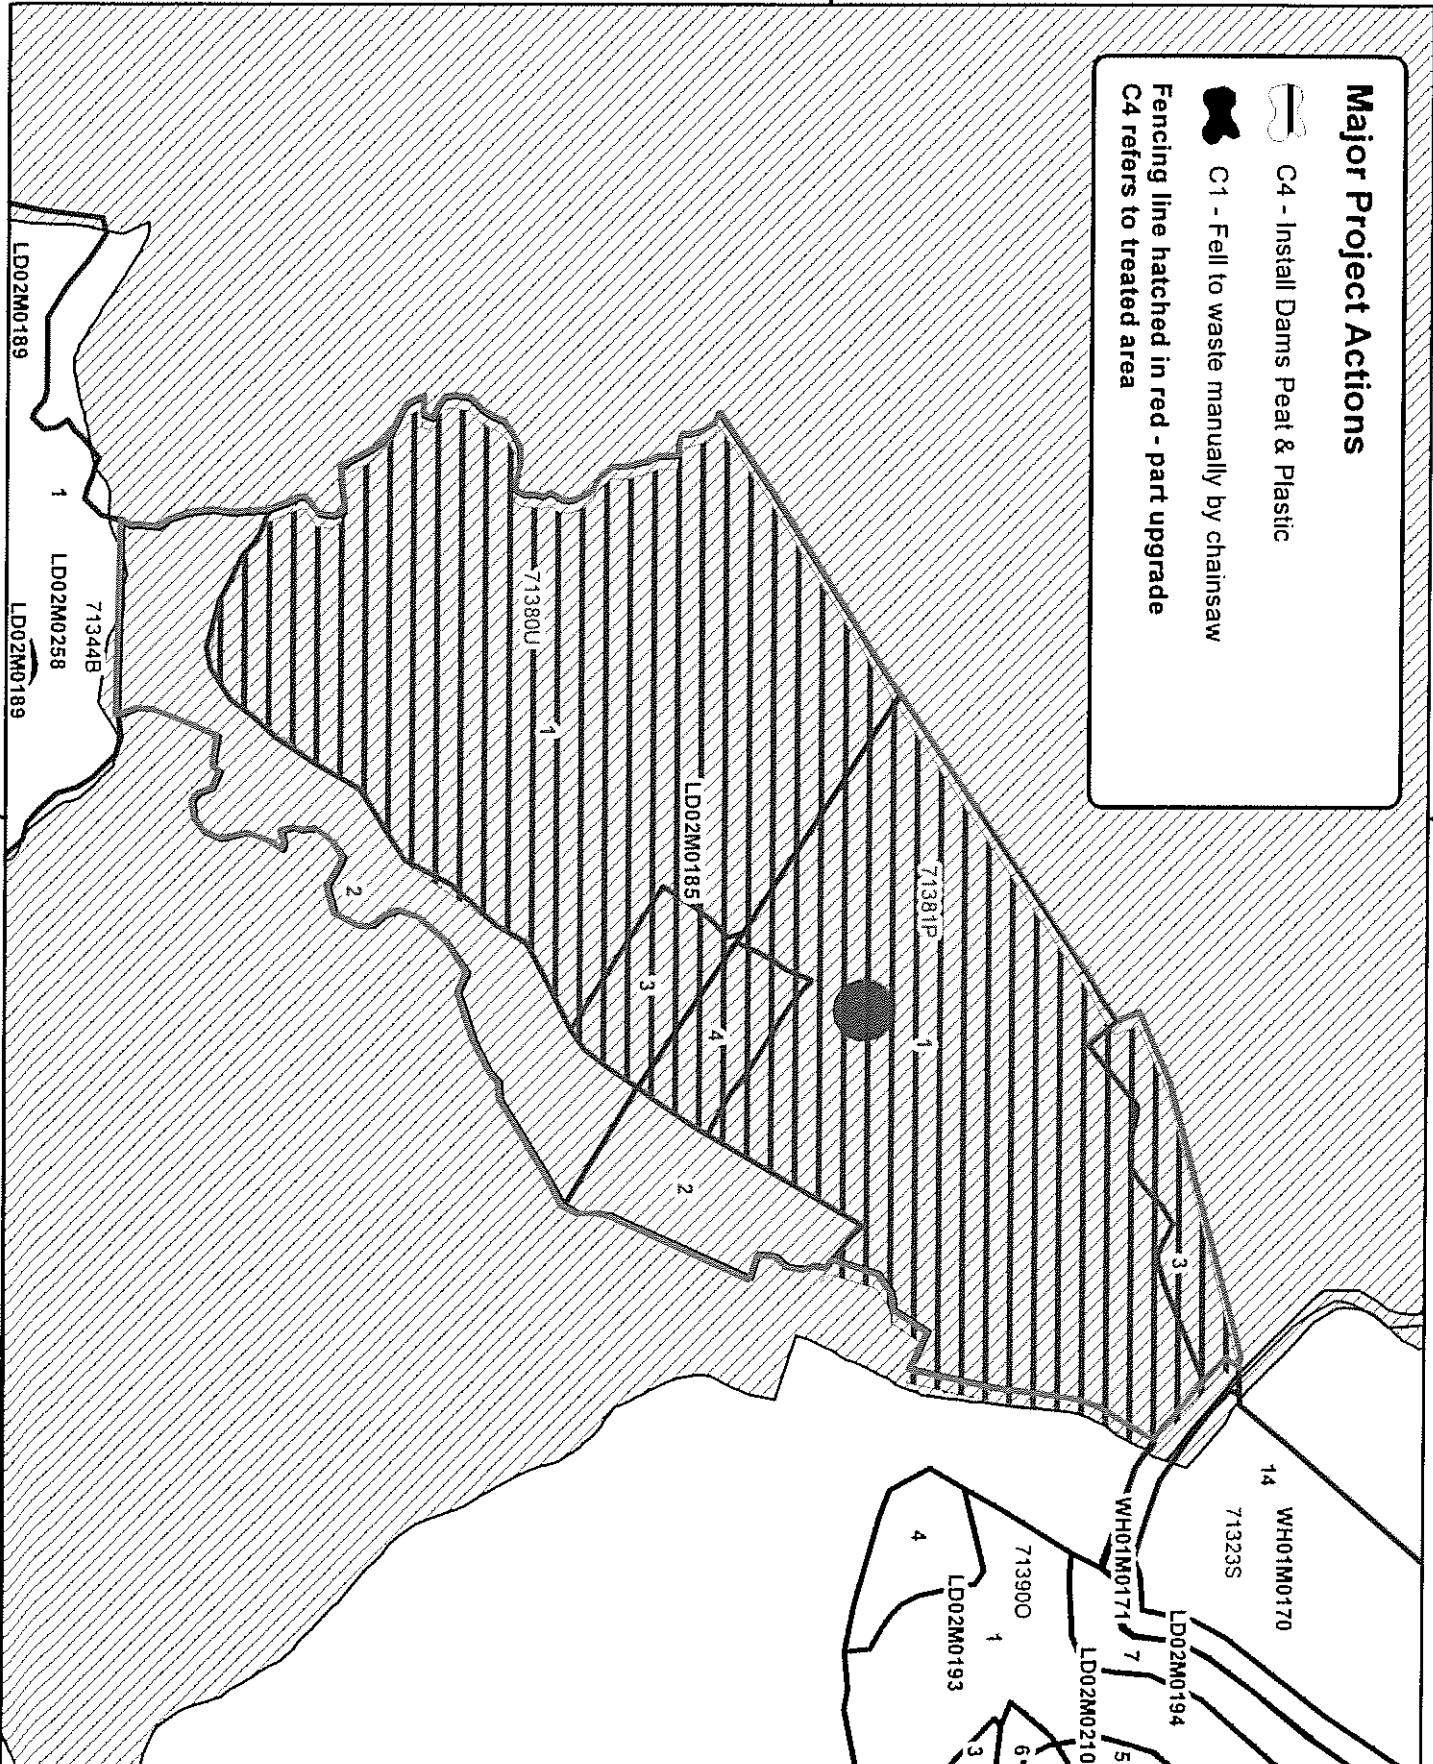 Major Project Actions
C4 - Install Dams Peat & Plastic
C1 - Fell to waste manually by chainsaw
Fencing line hatched in red - part upgrade
C4 refers to treated area
WH01M0170
14
71323S
3
LD02M0194
WH01M0171
7
5
LD02M0210
71381P
1
71390O
1
6
3
4
LD02M0193
LD02M0185
4
2
3
71380U
1
2
71344B
1
LD02M0258
LD02M0189
LD02M0189